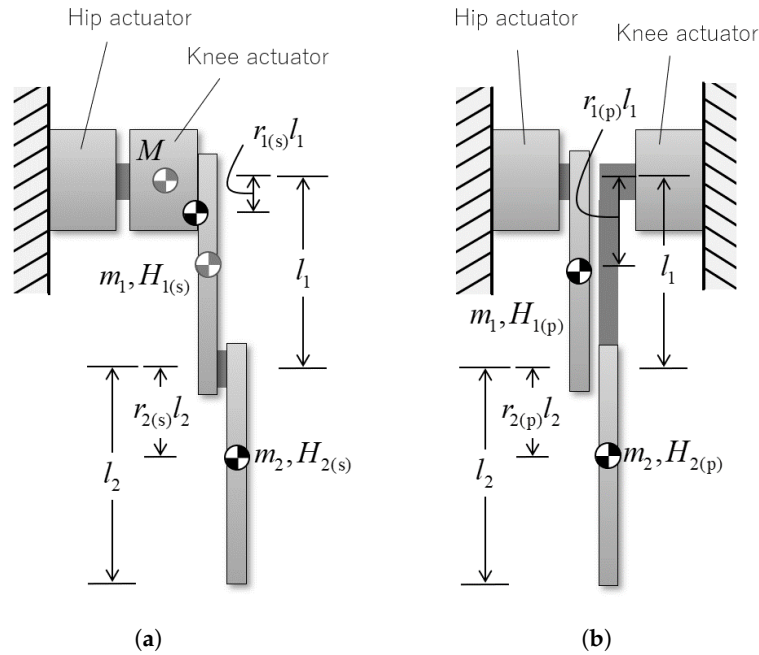 Hip actuator
Knee actuator
M
r1(s)l1
m1, H1(s)
l1
r2(s)l2
l2
m2, H2(s)
(a)
Hip actuator
Knee actuator
r1(p)l1
m1, H1(p)
l1
r2(p)l2
l2
m2, H2(p)
(b)